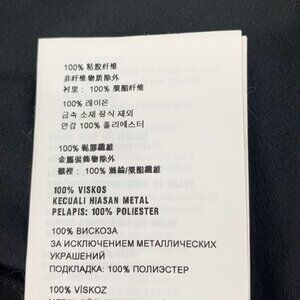 100% 粘胶纤维
非纤维物质除外
衬里：100% 聚酯纤维
100% 레이온
금속 소재 장식 제외
안감 100% 폴리에스터
100% 粘膠纖維
金屬裝飾物除外
襯裡：100% 滌綸/聚酯纖維
100% VISKOS
KECUALI HIASAN METAL
PELAPIS: 100% POLIESTER
100% ВИСКОЗА
ЗА ИСКЛЮЧЕНИЕМ МЕТАЛЛИЧЕСКИХ
УКРАШЕНИЙ
ПОДКЛАДКА: 100% ПОЛИЭСТЕР
100% VÍSKOZ